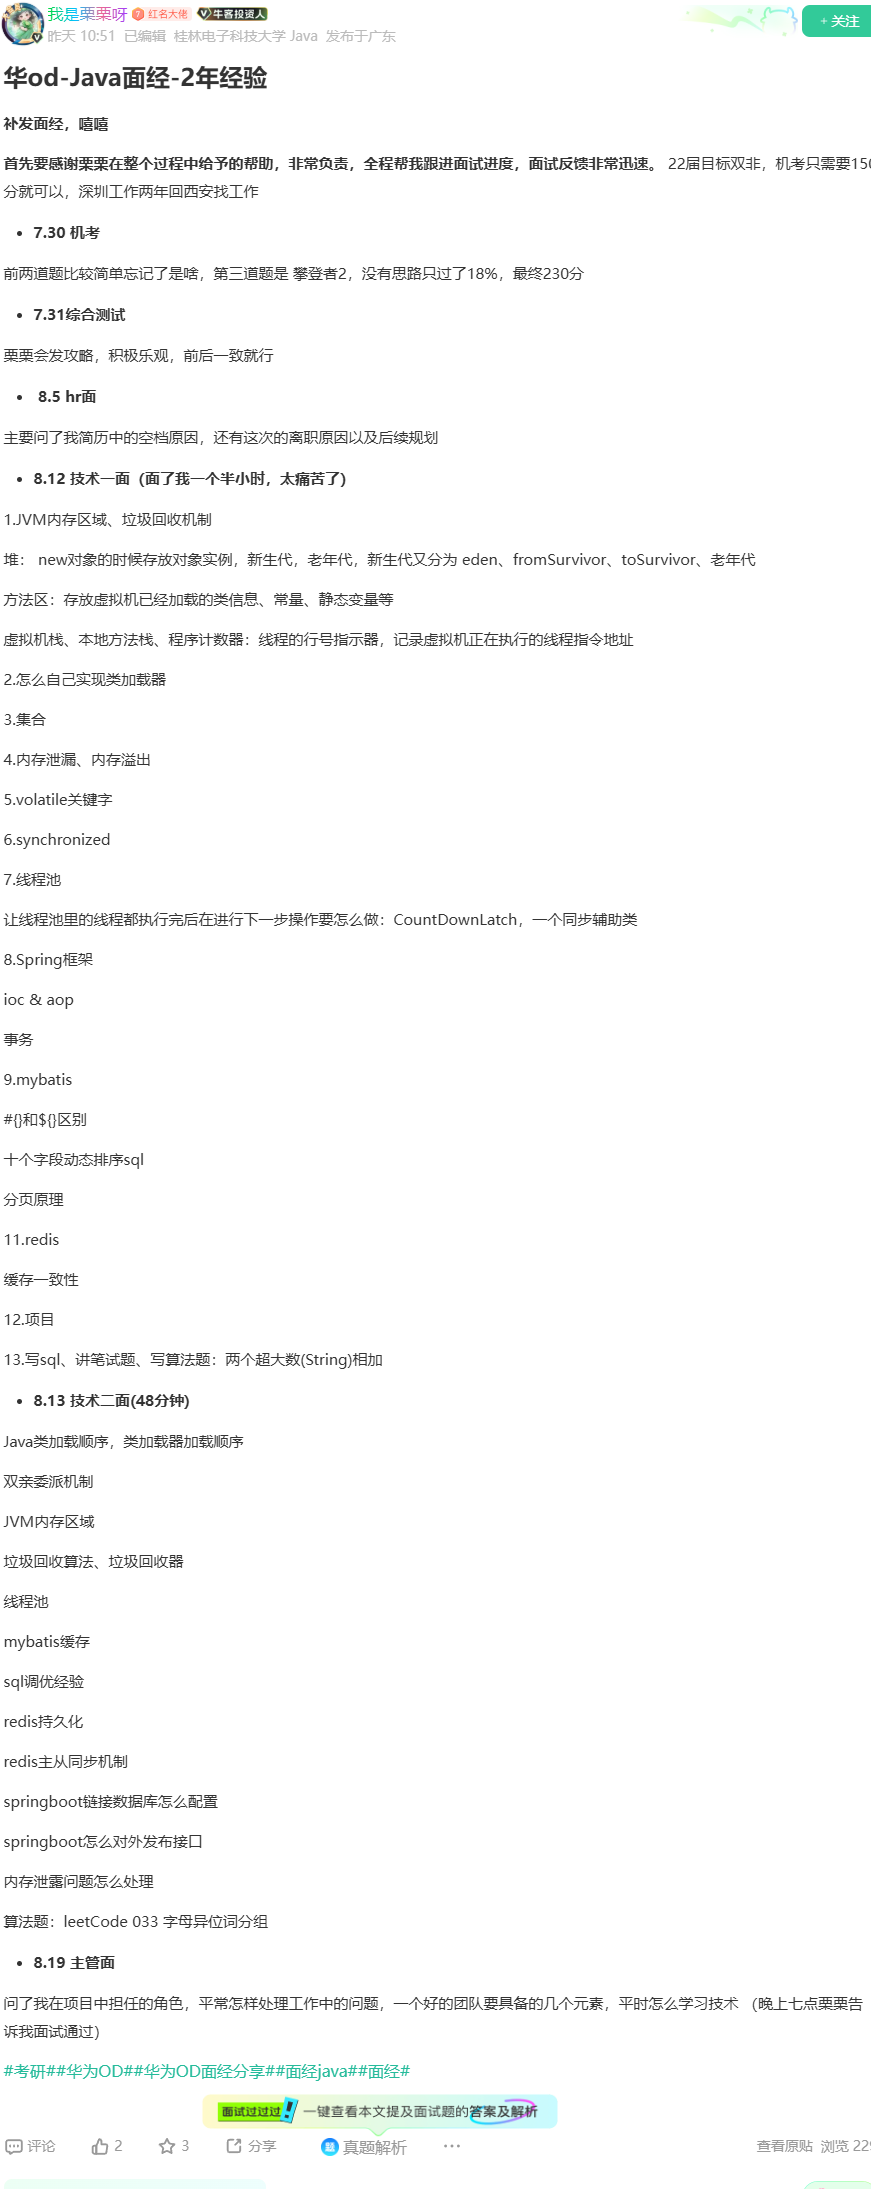 我是栗栗呀 红名大佬 牛客投资人
+ 关注
昨天 10:51 已编辑 桂林电子科技大学 Java 发布于广东
华od-Java面经-2年经验
补发面经，嘻嘻
首先要感谢栗栗在整个过程中给予的帮助，非常负责，全程帮我跟进面试进度，面试反馈非常迅速。 22届目标双非，机考只需要150
分就可以，深圳工作两年回西安找工作
• 7.30 机考
前两道题比较简单忘记了是啥，第三道题是 攀登者2，没有思路只过了18%，最终230分
• 7.31综合测试
栗栗会发攻略，积极乐观，前后一致就行
• 8.5 hr面
主要问了我简历中的空档原因，还有这次的离职原因以及后续规划
• 8.12 技术一面（面了我一个半小时，太痛苦了）
1.JVM内存区域、垃圾回收机制
堆： new对象的时候存放对象实例，新生代，老年代，新生代又分为 eden、fromSurvivor、toSurvivor、老年代
方法区：存放虚拟机已经加载的类信息、常量、静态变量等
虚拟机栈、本地方法栈、程序计数器：线程的行号指示器，记录虚拟机正在执行的线程指令地址
2.怎么自己实现类加载器
3.集合
4.内存泄漏、内存溢出
5.volatile关键字
6.synchronized
7.线程池
让线程池里的线程都执行完后在进行下一步操作要怎么做：CountDownLatch，一个同步辅助类
8.Spring框架
ioc & aop
事务
9.mybatis
#{}和${}区别
十个字段动态排序sql
分页原理
11.redis
缓存一致性
12.项目
13.写sql、讲笔试题、写算法题：两个超大数(String)相加
• 8.13 技术二面(48分钟)
Java类加载顺序，类加载器加载顺序
双亲委派机制
JVM内存区域
垃圾回收算法、垃圾回收器
线程池
mybatis缓存
sql调优经验
redis持久化
redis主从同步机制
springboot链接数据库怎么配置
springboot怎么对外发布接口
内存泄露问题怎么处理
算法题：leetCode 033 字母异位词分组
• 8.19 主管面
问了我在项目中担任的角色，平常怎样处理工作中的问题，一个好的团队要具备的几个元素，平时怎么学习技术 （晚上七点栗栗告
诉我面试通过）
#考研##华为OD##华为OD面经分享##面经java##面经#
面试过过过! 一键查看本文提及面试题的答案及解析
评论 2 3 分享 题 真题解析 ··· 查看原贴 浏览 229